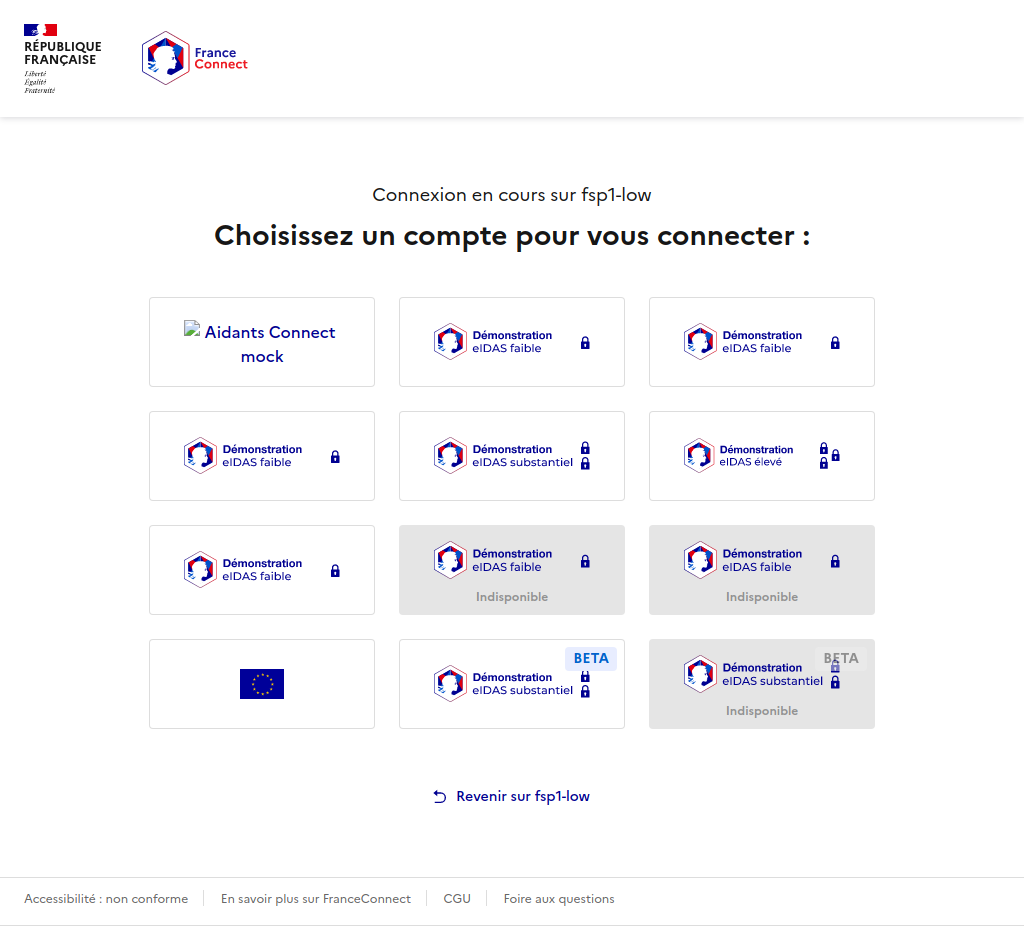 RÉPUBLIQUE
FRANÇAISE
Liberté
Égalité
Fraternité
France
Connect
Connexion en cours sur fsp1-low
Choisissez un compte pour vous connecter :
Aidants Connect
mock
Démonstration
eIDAS faible
Démonstration
eIDAS faible
Démonstration
eIDAS faible
Démonstration
eIDAS substantiel
Démonstration
eIDAS élevé
Démonstration
eIDAS faible
Démonstration
eIDAS faible
Indisponible
Démonstration
eIDAS faible
Indisponible
BETA
Démonstration
eIDAS substantiel
BETA
Démonstration
eIDAS substantiel
Indisponible
Revenir sur fsp1-low
Accessibilité : non conforme
En savoir plus sur FranceConnect
CGU
Foire aux questions